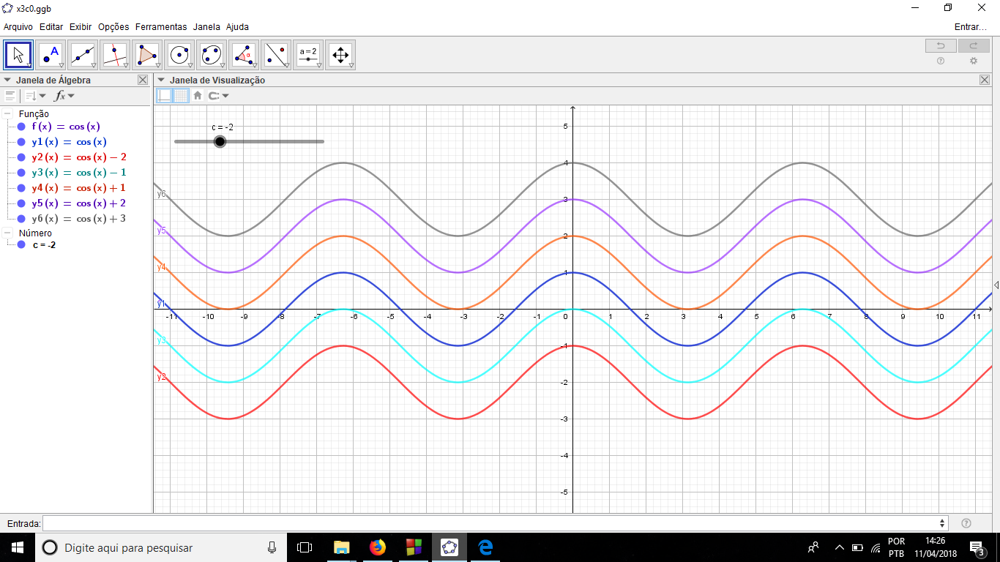 x3c0.ggb
Arquivo Editar Exibir Opções Ferramentas Janela Ajuda Entrar...
A α a = 2
Janela de Álgebra Janela de Visualização
fx
Função
f(x) = cos(x)
y1(x) = cos(x)
y2(x) = cos(x) − 2
y3(x) = cos(x) − 1
y4(x) = cos(x) + 1
y5(x) = cos(x) + 2
y6(x) = cos(x) + 3
Número
c = -2
c = -2
5
4
y6
3
y5
2
y4
1
y1
-11 -10 -9 -8 -7 -6 -5 -4 -3 -2 -1 0 1 2 3 4 5 6 7 8 9 10 11
y3
-1
y2
-2
-3
-4
-5
Entrada:
Digite aqui para pesquisar
POR 14:26
PTB 11/04/2018 3